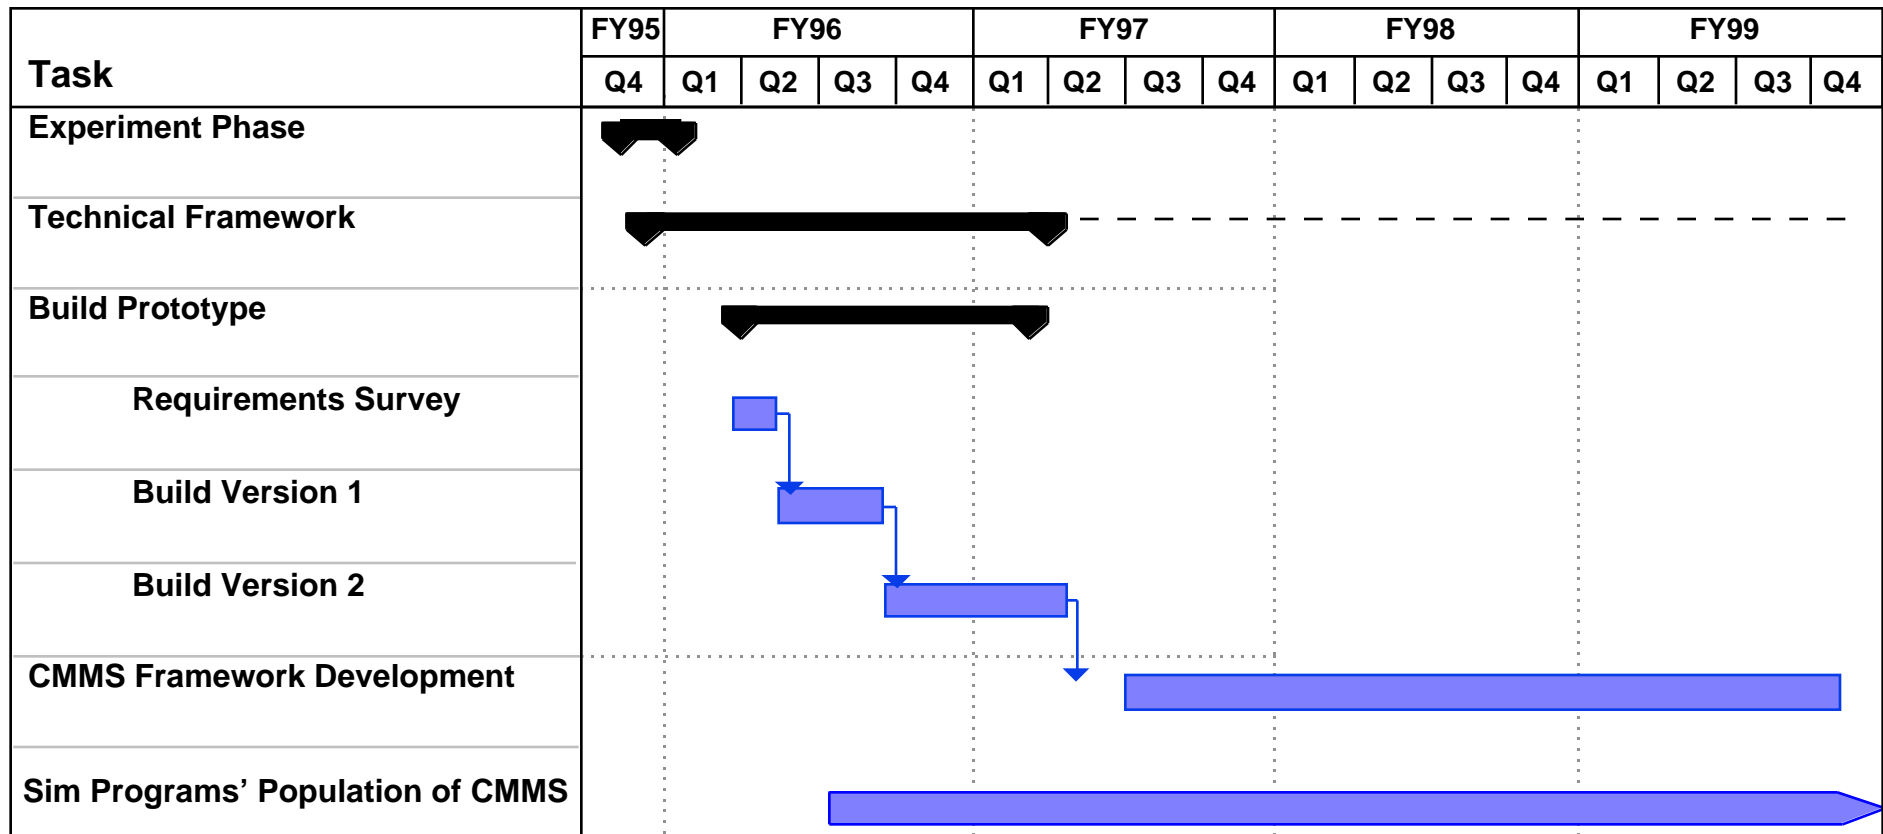 FY95 FY96 FY97 FY98 FY99
Task
Q4 Q1 Q2 Q3 Q4 Q1 Q2 Q3 Q4 Q1 Q2 Q3 Q4 Q1 Q2 Q3 Q4
Experiment Phase
Technical Framework
Build Prototype
Requirements Survey
Build Version 1
Build Version 2
CMMS Framework Development
Sim Programs’ Population of CMMS